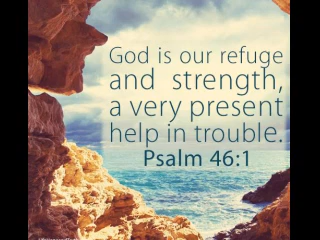 God is our refuge
and strength,
a very present
help in trouble.
Psalm 46:1